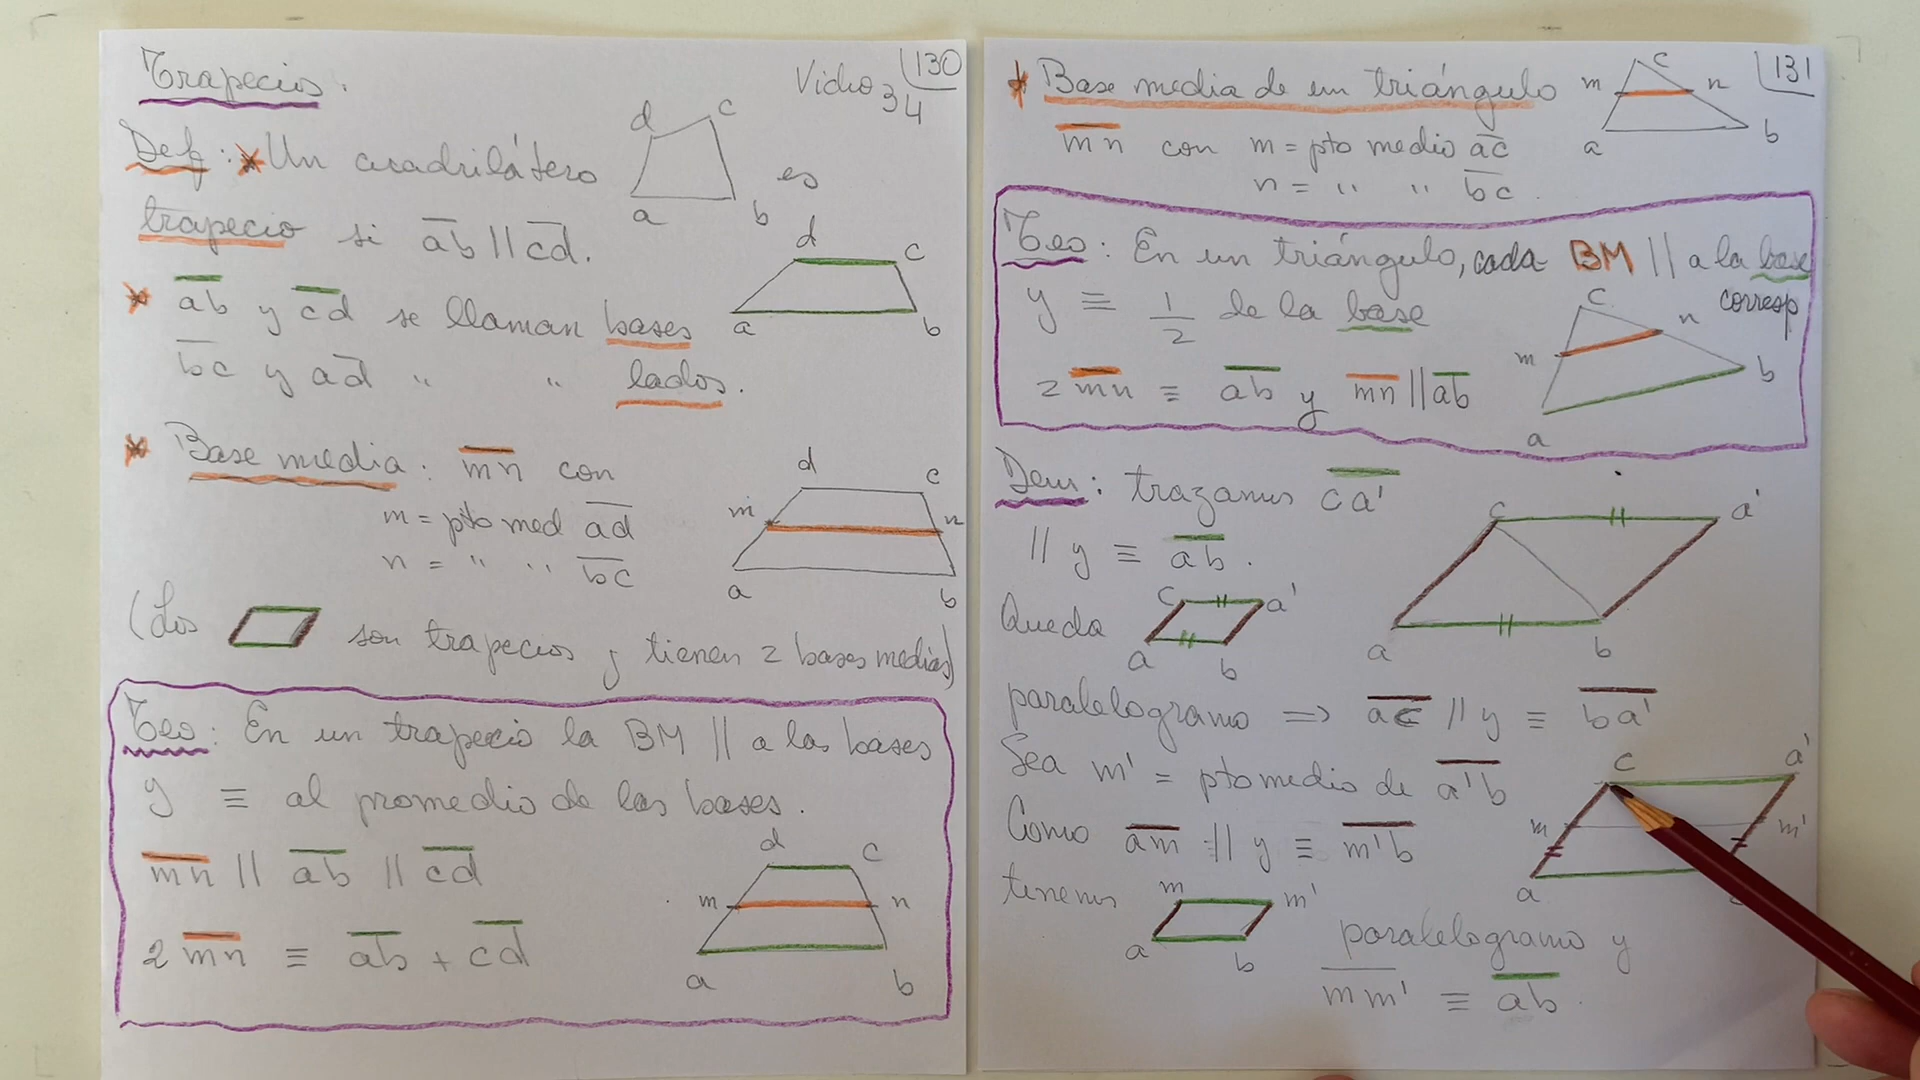 130
Trapecios.
Video 34
d c
Def: * Un cuadrilátero
a b
es
trapecio si ab // cd.
d c
* ab y cd se llaman bases
a b
bc y ad " " lados.
* Base media: mn con
d c
m = pto med ad
m n
n = " " bc
a b
(Los son trapecios y tienen 2 bases medias)
Teo: En un trapecio la BM // a las bases
y ≡ al promedio de las bases.
d c
mn // ab // cd
m n
2 mn ≡ ab + cd
a b
131
* Base media de un triángulo
c
m n
a b
mn con m = pto medio ac
n = " " bc.
Teo: En un triángulo, cada BM // a la base
corresp
y ≡ 1/2 de la base
c
m n
b
a
2 mn ≡ ab y mn // ab
Dem: trazamos ca'
c a'
// y ≡ ab.
a b
Queda
c a'
a b
paralelogramo => ac // y ≡ ba'
Sea m' = pto medio de a'b
c a'
m m'
a
Como am // y ≡ m'b
tenemos
m m'
a b
paralelogramo y
mm' ≡ ab.